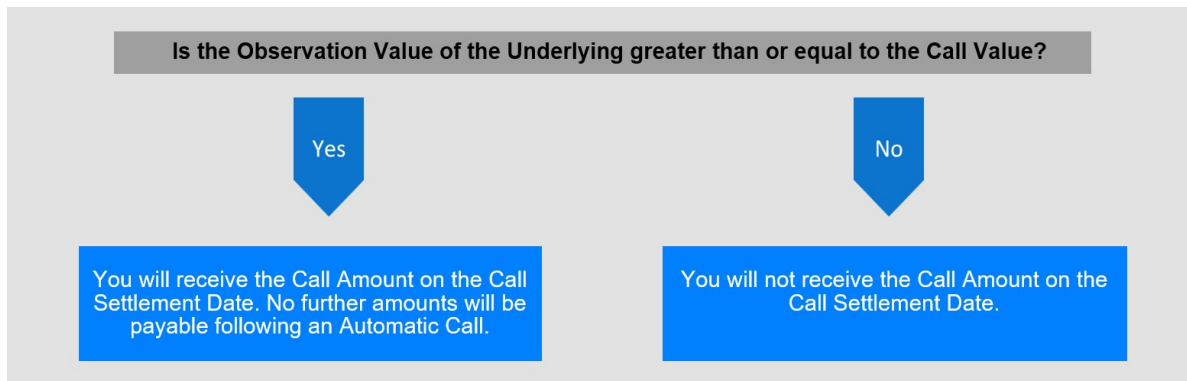 Is the Observation Value of the Underlying greater than or equal to the Call Value?
Yes
No
You will receive the Call Amount on the Call
Settlement Date. No further amounts will be
payable following an Automatic Call.
You will not receive the Call Amount on the
Call Settlement Date.